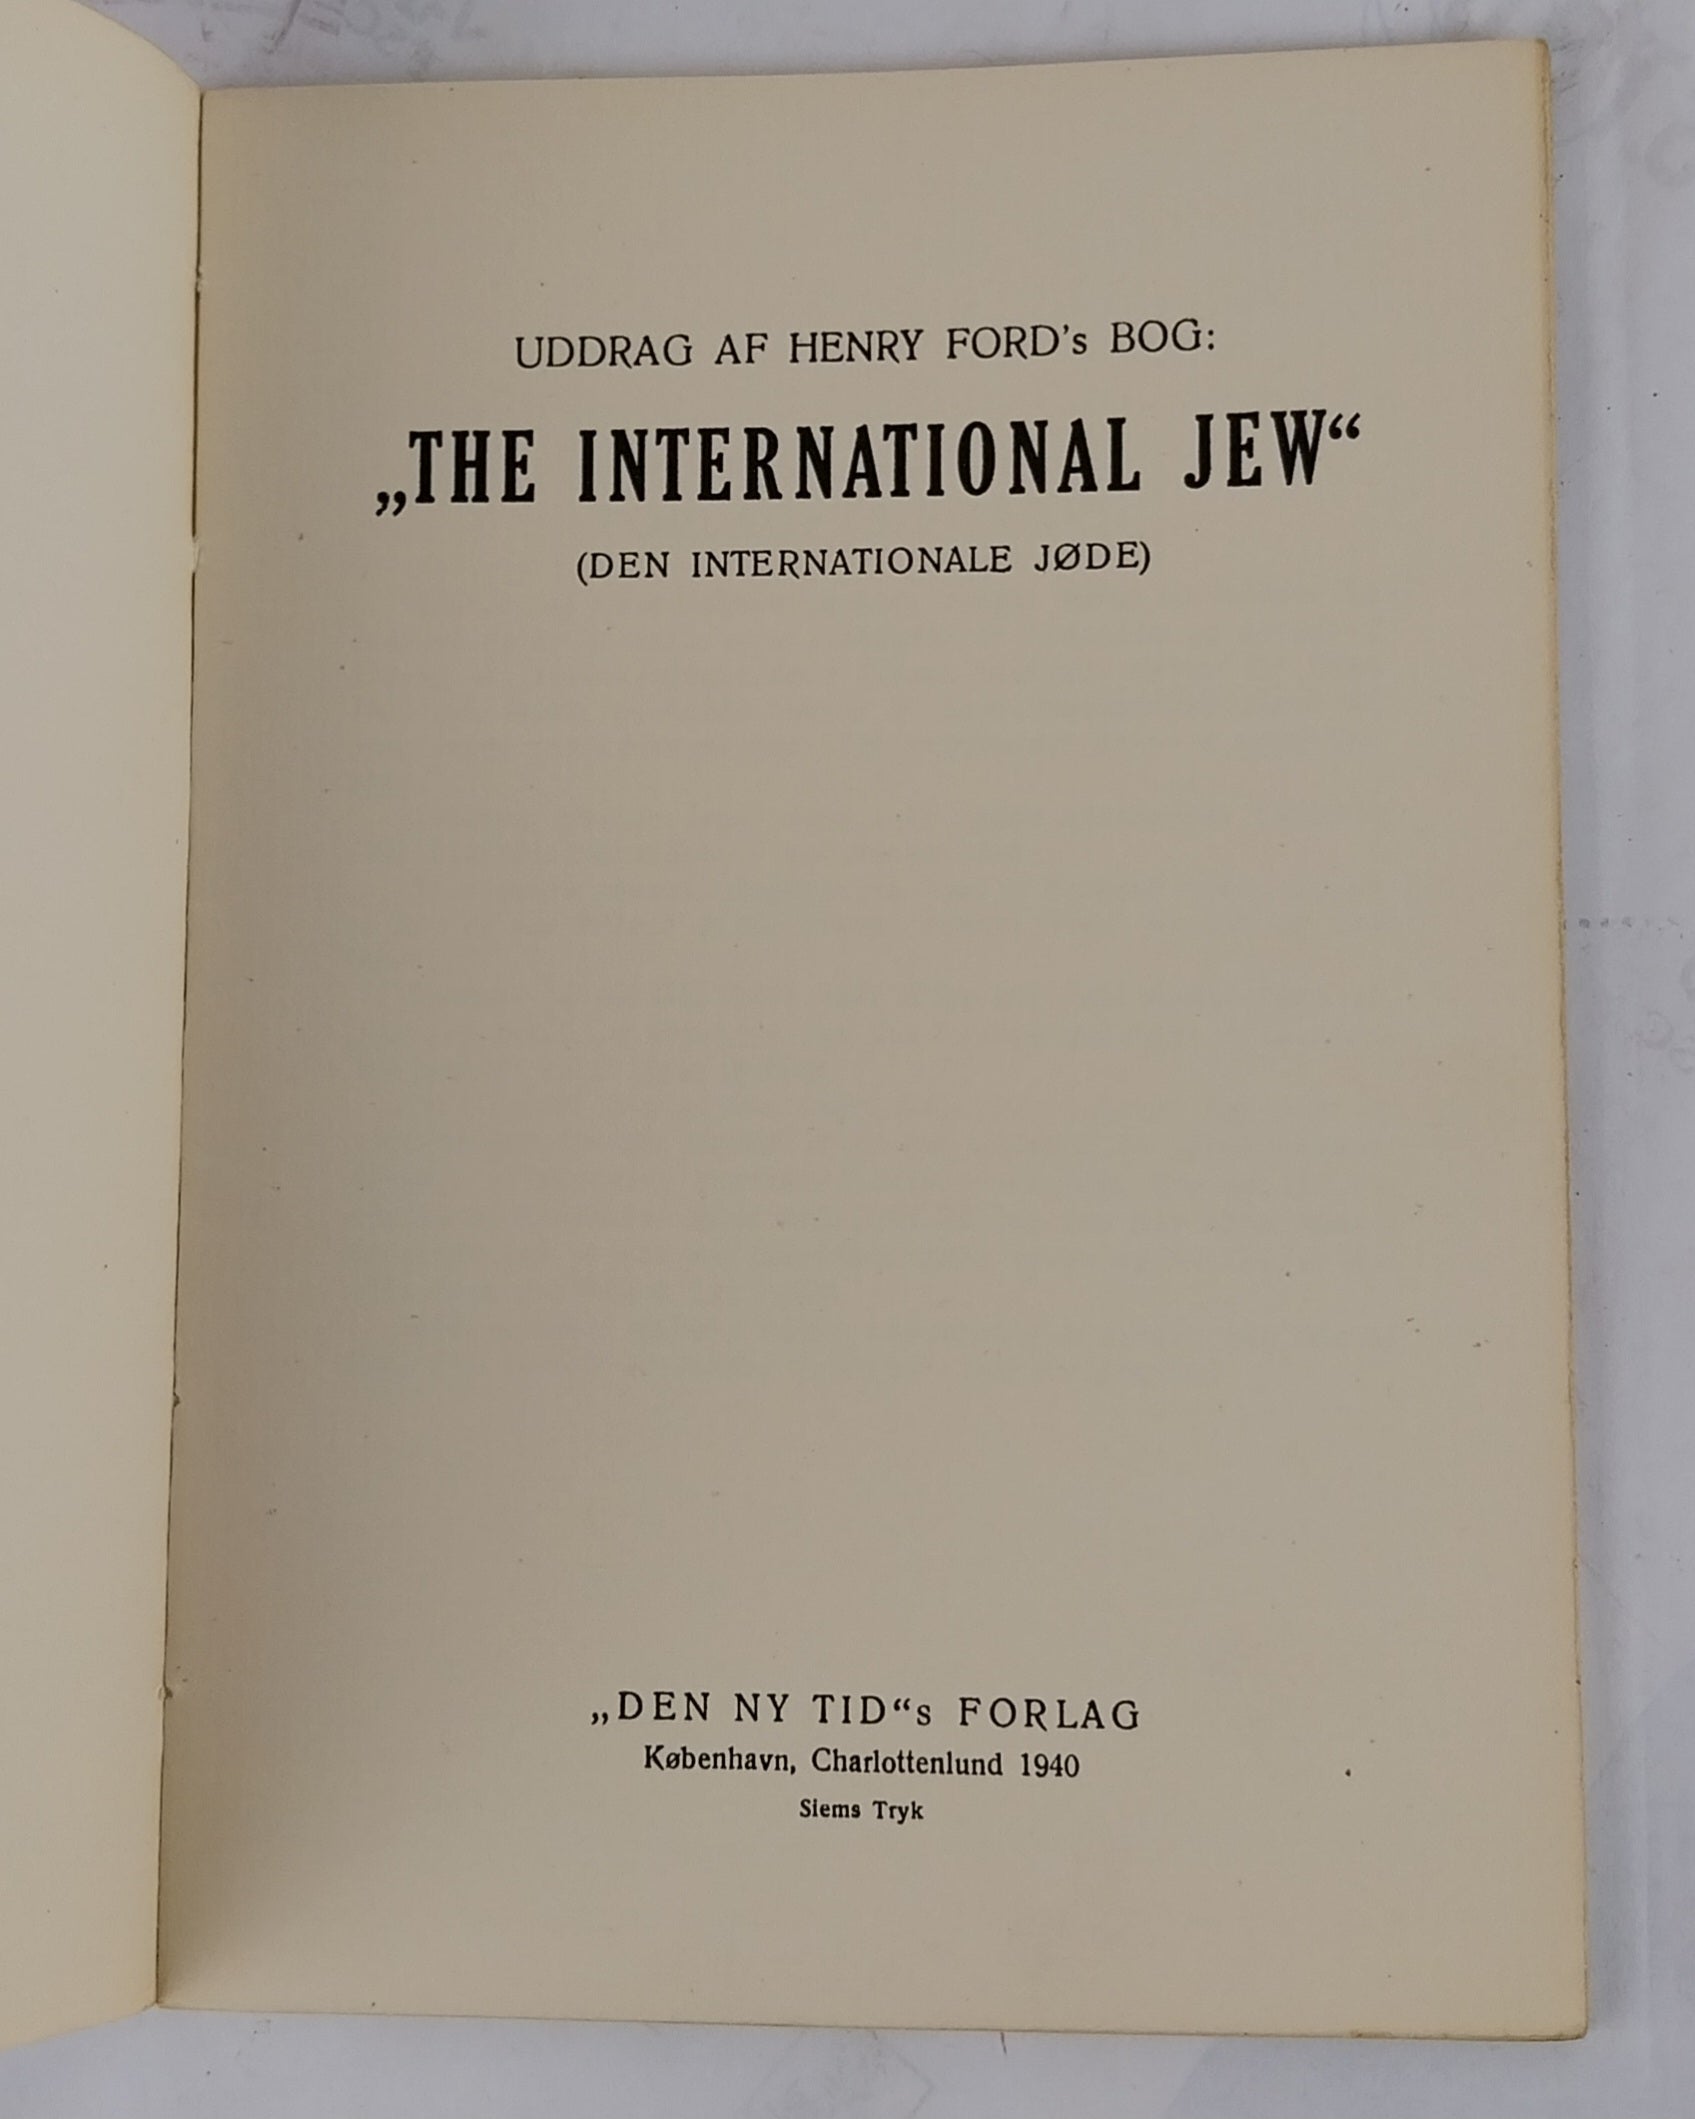 UDDRAG AF HENRY FORD's BOG:
„THE INTERNATIONAL JEW“
(DEN INTERNATIONALE JØDE)
„DEN NY TID“s FORLAG
København, Charlottenlund 1940
Siems Tryk